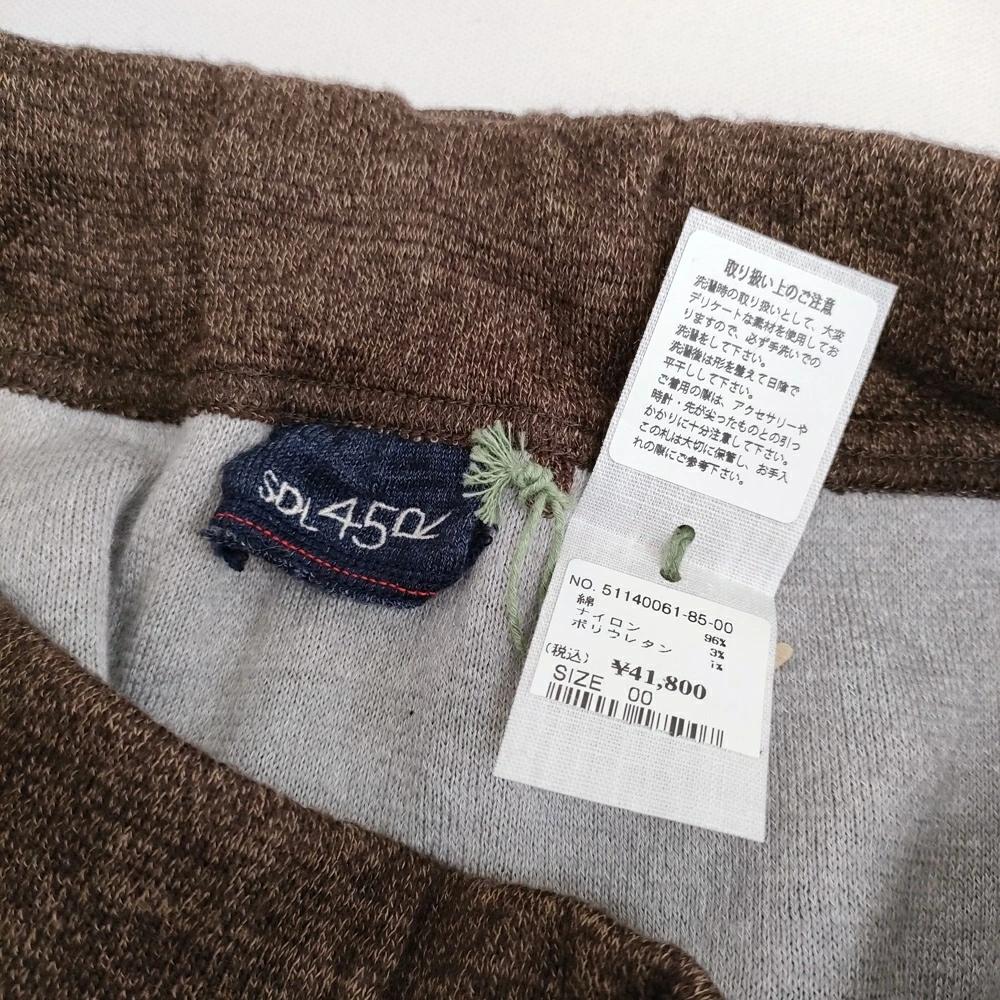 取り扱い上のご注意
洗濯時の取り扱いとして、大変
デリケートな素材を使用してお
りますので、必ず手洗いでの
洗濯をして下さい。
洗濯後は形を整えて日陰で
平干しして下さい。
ご着用の際は、アクセサリーや
時計・先が尖ったものとの引っ
かかりに十分注意して下さい。
この札は大切に保管し、お手入
れの際にご参考下さい。
SDL45R
NO. 51140061-85-00
綿 96%
ナイロン 3%
ポリウレタン 1%
(税込) ¥41,800
SIZE 00